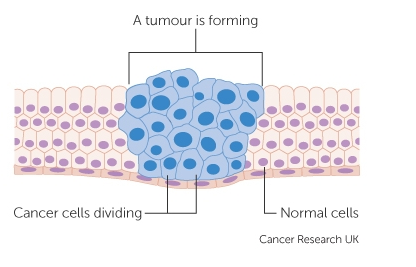 A tumour is forming
Cancer cells dividing
Normal cells
Cancer Research UK